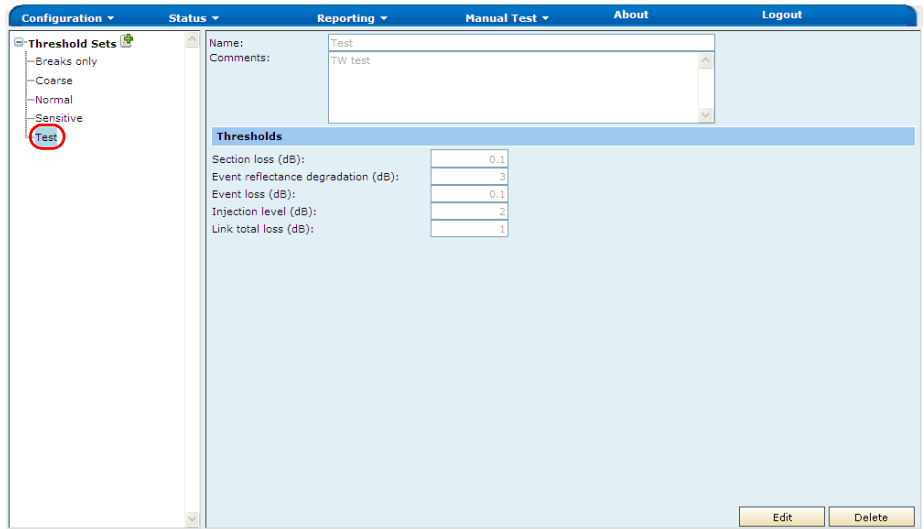 Configuration Status Reporting Manual Test About Logout
Threshold Sets
Breaks only
Coarse
Normal
Sensitive
Test
Name: Test
Comments: TW test
Thresholds
Section loss (dB): 0.1
Event reflectance degradation (dB): 3
Event loss (dB): 0.1
Injection level (dB): 2
Link total loss (dB): 1
Edit Delete